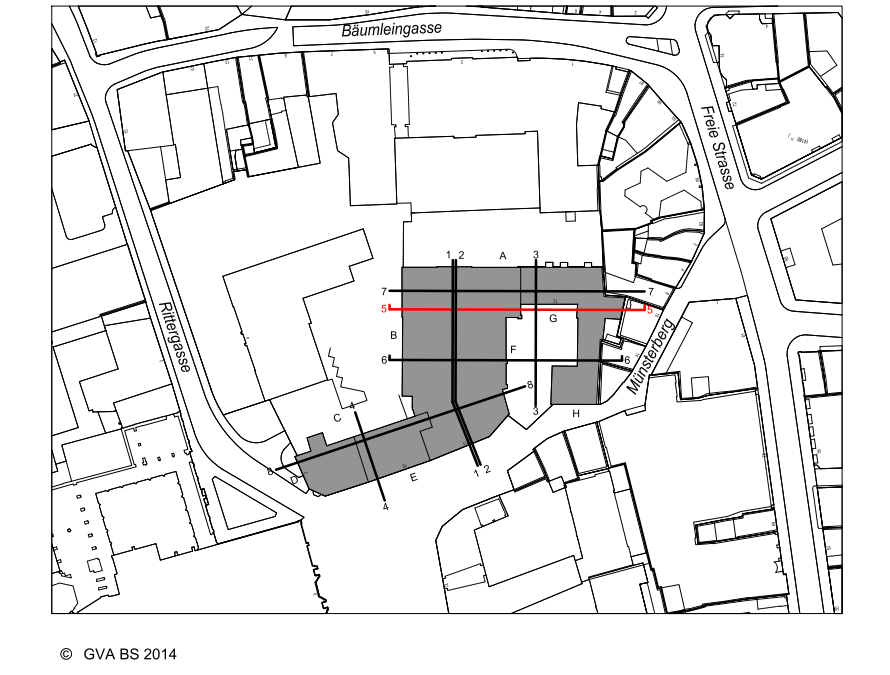 Bäumleingasse
Freie Strasse
1 2 A 3
7 7
5 G 5
B
F
6 6
Münsterberg
Rittergasse
8
4
C 3 H
8
D E
1 2
4
© GVA BS 2014